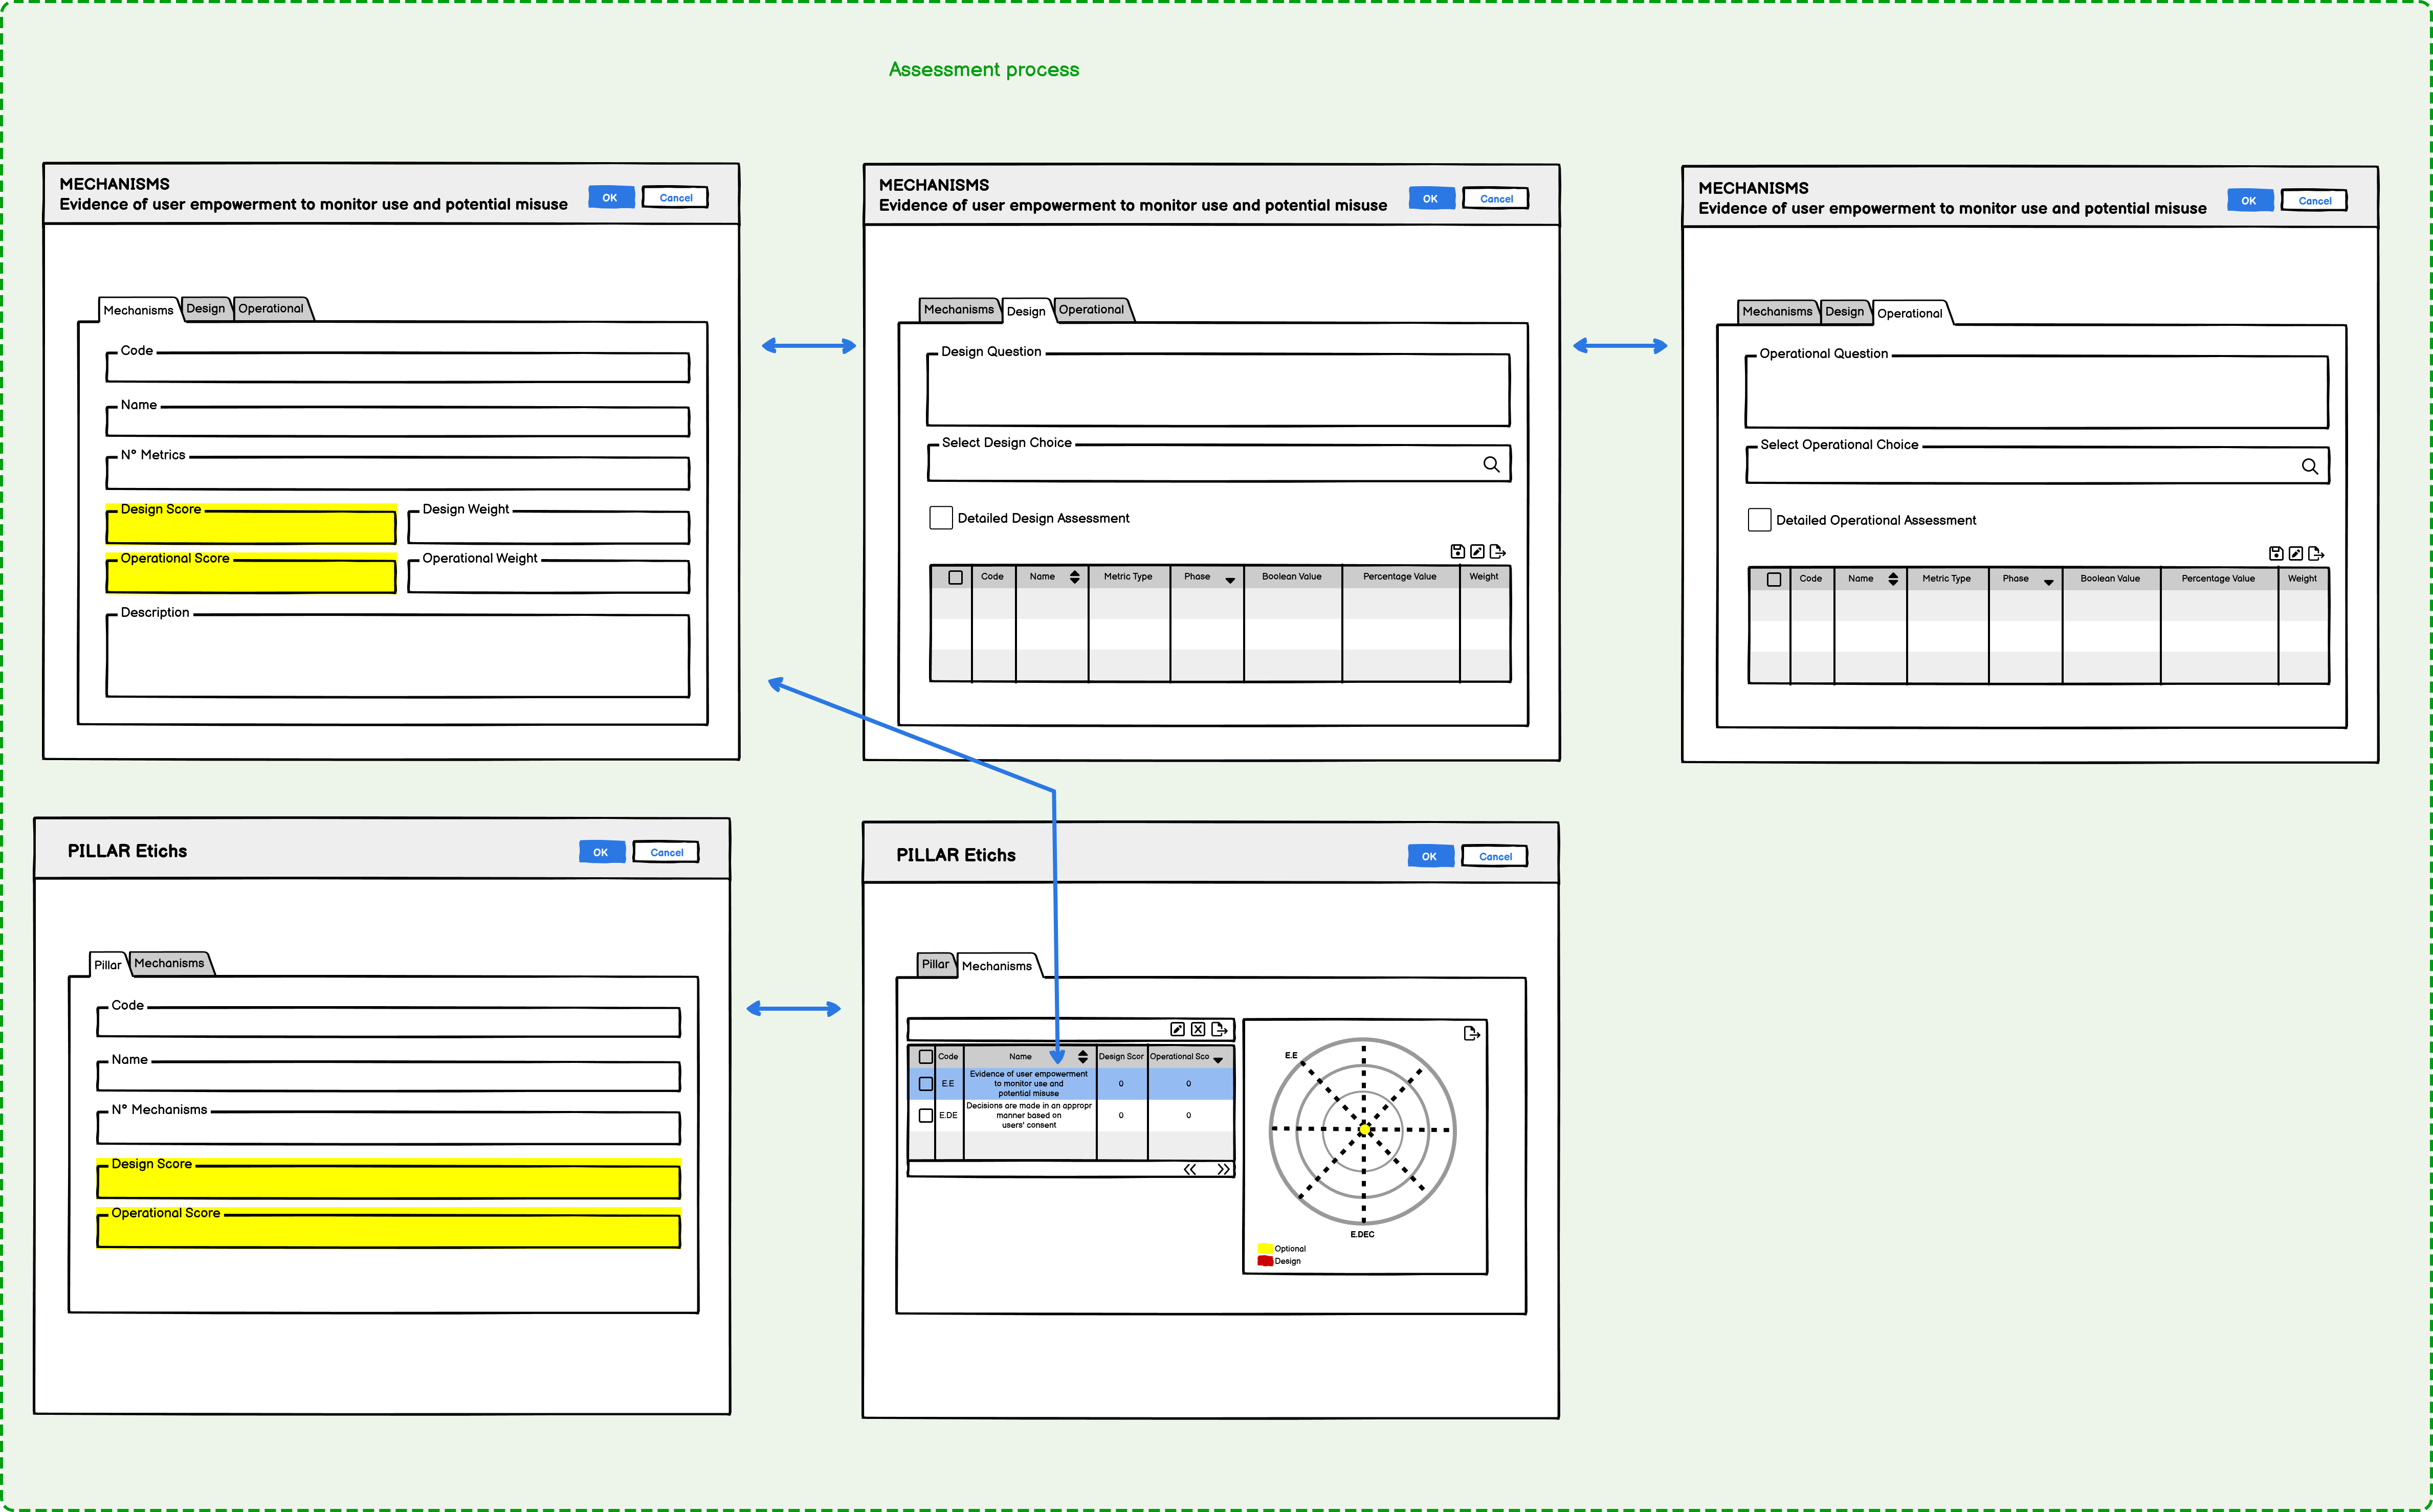 Assessment process
MECHANISMS
Evidence of user empowerment to monitor use and potential misuse
OK
Cancel
Mechanisms
Design
Operational
Code
Name
N° Metrics
Design Score
Design Weight
Operational Score
Operational Weight
Description
MECHANISMS
Evidence of user empowerment to monitor use and potential misuse
OK
Cancel
Mechanisms
Design
Operational
Design Question
Select Design Choice
Detailed Design Assessment
Code
Name
Metric Type
Phase
Boolean Value
Percentage Value
Weight
MECHANISMS
Evidence of user empowerment to monitor use and potential misuse
OK
Cancel
Mechanisms
Design
Operational
Operational Question
Select Operational Choice
Detailed Operational Assessment
Code
Name
Metric Type
Phase
Boolean Value
Percentage Value
Weight
PILLAR Etichs
OK
Cancel
Pillar
Mechanisms
Code
Name
N° Mechanisms
Design Score
Operational Score
PILLAR Etichs
OK
Cancel
Pillar
Mechanisms
Code
Name
Design Scor
Operational Sco
E.E
Evidence of user empowerment
to monitor use and
potential misuse
0
0
E.DE
Decisions are made in an appropr
manner based on
users' consent
0
0
E.E
E.DEC
Optional
Design